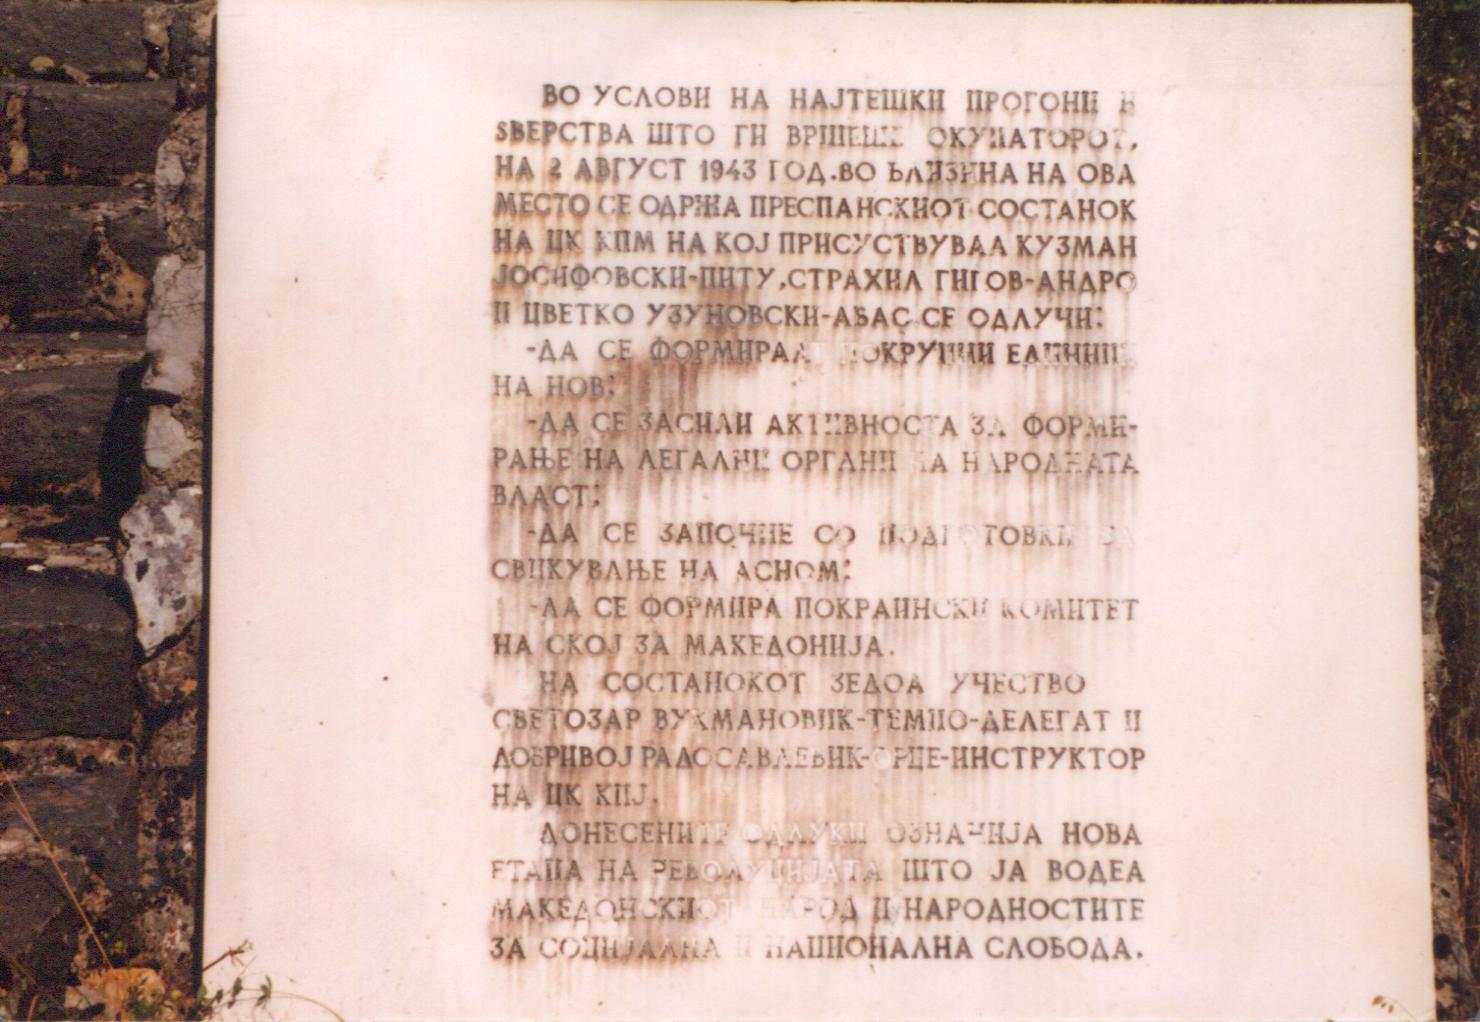 ВО УСЛОВИ НА НАЈТЕШКИ ПРОГОНИ И
ЅВЕРСТВА ШТО ГИ ВРШЕШЕ ОКУПАТОРОТ,
НА 2 АВГУСТ 1943 ГОД.ВО БЛИЗИНА НА ОВА
МЕСТО СЕ ОДРЖА ПРЕСПАНСКИОТ СОСТАНОК
НА ЦК КПМ НА КОЈ ПРИСУСТВУВАА КУЗМАН
ЈОСИФОВСКИ-ПИТУ,СТРАХИЛ ГИГОВ-АНДРО
И ЦВЕТКО УЗУНОВСКИ-АБАС СЕ ОДЛУЧИ:
-ДА СЕ ФОРМИРААТ ПОКРУПНИ ЕДИНИЦИ
НА НОВ;
-ДА СЕ ЗАСИЛИ АКТИВНОСТА ЗА ФОРМИ-
РАЊЕ НА ЛЕГАЛНИ ОРГАНИ НА НАРОДНАТА
ВЛАСТ;
-ДА СЕ ЗАПОЧНЕ СО ПОДГОТОВКИ ЗА
СВИКУВАЊЕ НА АСНОМ;
-ДА СЕ ФОРМИРА ПОКРАИНСКИ КОМИТЕТ
НА СКОЈ ЗА МАКЕДОНИЈА.
НА СОСТАНОКОТ ЗЕДОА УЧЕСТВО
СВЕТОЗАР ВУКМАНОВИК-ТЕМПО-ДЕЛЕГАТ И
ДОБРИВОЈ РАДОСАВЉЕВИК-ОРЦЕ-ИНСТРУКТОР
НА ЦК КПЈ.
ДОНЕСЕНИТЕ ОДЛУКИ ОЗНАЧИЈА НОВА
ЕТАПА НА РЕВОЛУЦИЈАТА ШТО ЈА ВОДЕА
МАКЕДОНСКИОТ НАРОД И НАРОДНОСТИТЕ
ЗА СОЦИЈАЛНА И НАЦИОНАЛНА СЛОБОДА.